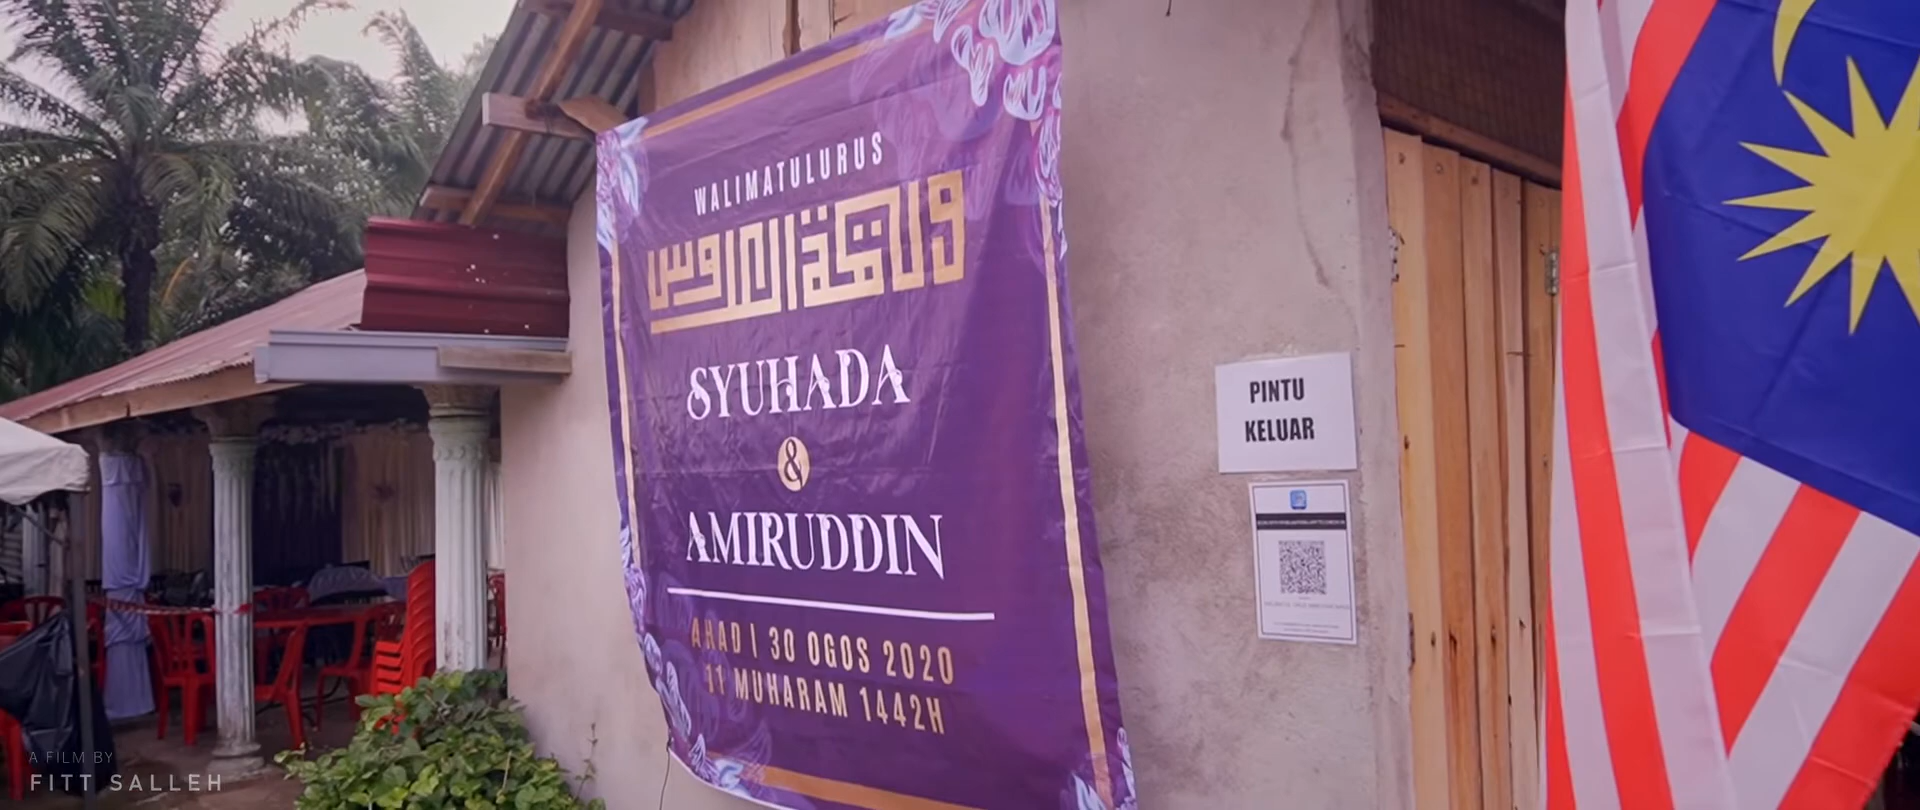 WALIMATULURUS
وليمة العروس
SYUHADA
&
AMIRUDDIN
AHAD | 30 OGOS 2020
11 MUHARAM 1442H
PINTU
KELUAR
A FILM BY
FITT SALLEH